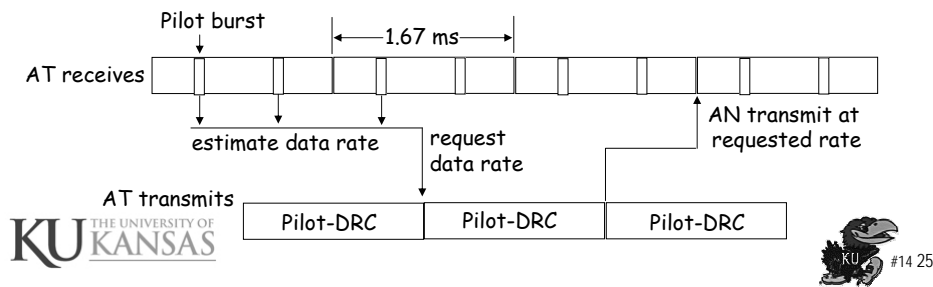 Pilot burst
1.67 ms
AT receives
AN transmit at
requested rate
estimate data rate
request
data rate
AT transmits
Pilot-DRC
Pilot-DRC
Pilot-DRC
KU THE UNIVERSITY OF
KANSAS
KU
#14 25